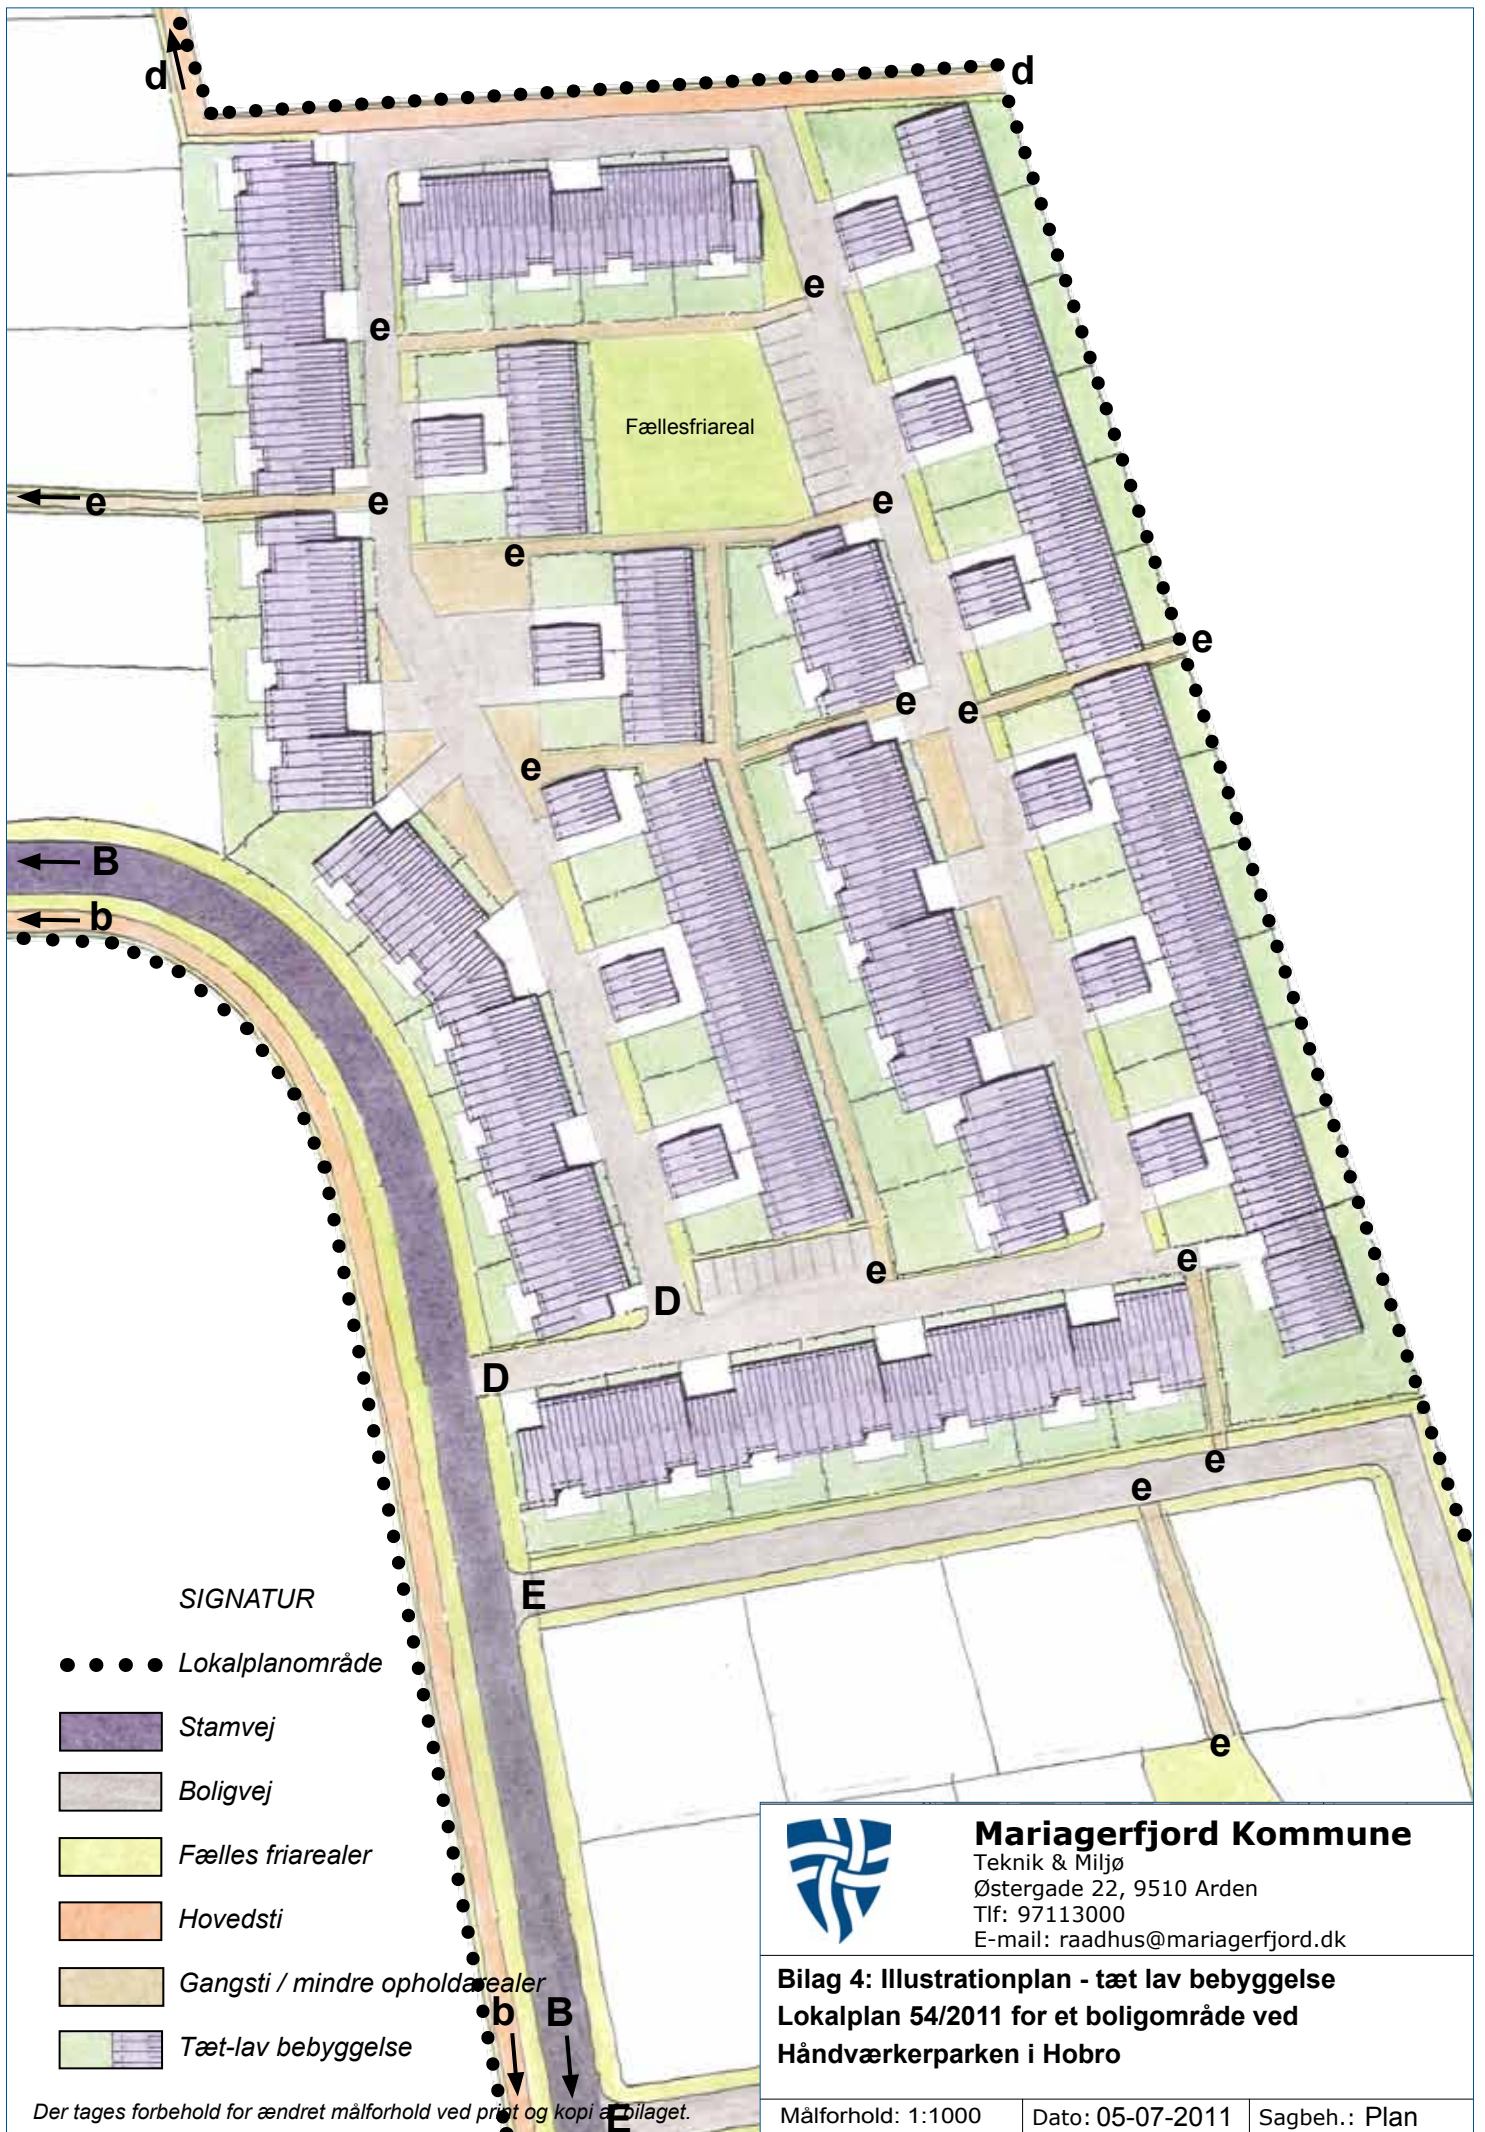 d
d
e
e
Fællesfriareal
e
e
e
e
e
e
e
e
B
b
e
e
D
D
e
e
E
SIGNATUR
Lokalplanområde
Stamvej
e
Boligvej
Fælles friarealer
Hovedsti
Gangsti / mindre opholdarealer
b B
Tæt-lav bebyggelse
Der tages forbehold for ændret målforhold ved print og kopi af bilaget.
E
Mariagerfjord Kommune
Teknik & Miljø
Østergade 22, 9510 Arden
Tlf: 97113000
E-mail: raadhus@mariagerfjord.dk
Bilag 4: Illustrationplan - tæt lav bebyggelse
Lokalplan 54/2011 for et boligområde ved
Håndværkerparken i Hobro
Målforhold: 1:1000
Dato: 05-07-2011
Sagbeh.: Plan